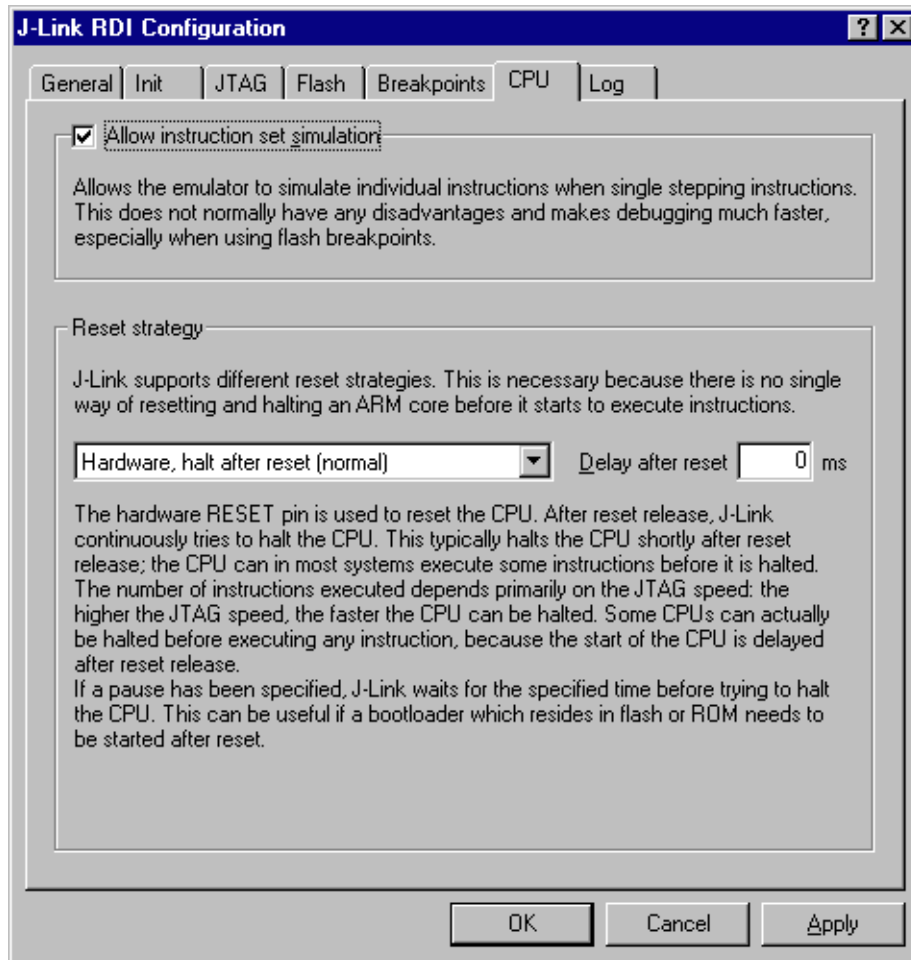 J-Link RDI Configuration
General Init JTAG Flash Breakpoints CPU Log
Allow instruction set simulation
Allows the emulator to simulate individual instructions when single stepping instructions.
This does not normally have any disadvantages and makes debugging much faster,
especially when using flash breakpoints.
Reset strategy
J-Link supports different reset strategies. This is necessary because there is no single
way of resetting and halting an ARM core before it starts to execute instructions.
Hardware, halt after reset (normal) Delay after reset 0 ms
The hardware RESET pin is used to reset the CPU. After reset release, J-Link
continuously tries to halt the CPU. This typically halts the CPU shortly after reset
release; the CPU can in most systems execute some instructions before it is halted.
The number of instructions executed depends primarily on the JTAG speed: the
higher the JTAG speed, the faster the CPU can be halted. Some CPUs can actually
be halted before executing any instruction, because the start of the CPU is delayed
after reset release.
If a pause has been specified, J-Link waits for the specified time before trying to halt
the CPU. This can be useful if a bootloader which resides in flash or ROM needs to
be started after reset.
OK Cancel Apply